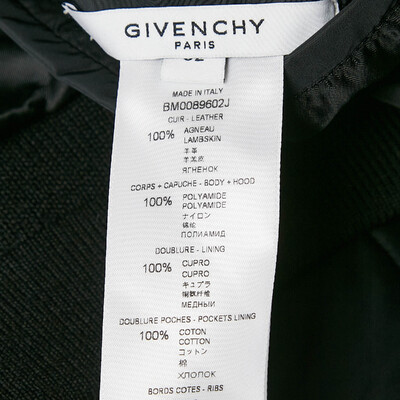 GIVENCHY
PARIS
MADE IN ITALY
BM0089602J
CUIR - LEATHER
100% AGNEAU
LAMBSKIN
羊革
羊羔皮
ЯГНЕНОК
CORPS + CAPUCHE - BODY + HOOD
100% POLYAMIDE
POLYAMIDE
ナイロン
锦纶
ПОЛИАМИД
DOUBLURE - LINING
100% CUPRO
CUPRO
キュプラ
铜氨纤维
МЕДНЫЙ
DOUBLURE POCHES - POCKETS LINING
100% COTON
COTTON
コットン
棉
ХЛОПОК
BORDS COTES - RIBS